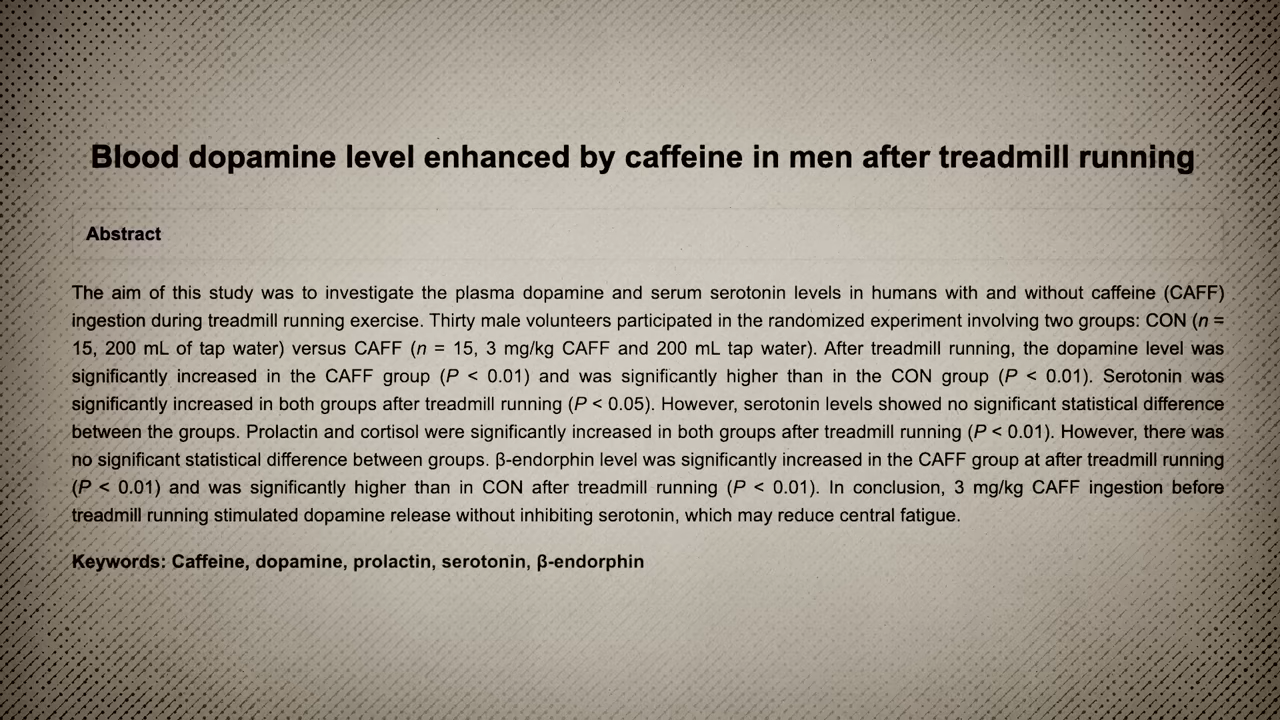 Blood dopamine level enhanced by caffeine in men after treadmill running
Abstract
The aim of this study was to investigate the plasma dopamine and serum serotonin levels in humans with and without caffeine (CAFF)
ingestion during treadmill running exercise. Thirty male volunteers participated in the randomized experiment involving two groups: CON (n =
15, 200 mL of tap water) versus CAFF (n = 15, 3 mg/kg CAFF and 200 mL tap water). After treadmill running, the dopamine level was
significantly increased in the CAFF group (P < 0.01) and was significantly higher than in the CON group (P < 0.01). Serotonin was
significantly increased in both groups after treadmill running (P < 0.05). However, serotonin levels showed no significant statistical difference
between the groups. Prolactin and cortisol were significantly increased in both groups after treadmill running (P < 0.01). However, there was
no significant statistical difference between groups. β-endorphin level was significantly increased in the CAFF group at after treadmill running
(P < 0.01) and was significantly higher than in CON after treadmill running (P < 0.01). In conclusion, 3 mg/kg CAFF ingestion before
treadmill running stimulated dopamine release without inhibiting serotonin, which may reduce central fatigue.
Keywords: Caffeine, dopamine, prolactin, serotonin, β-endorphin